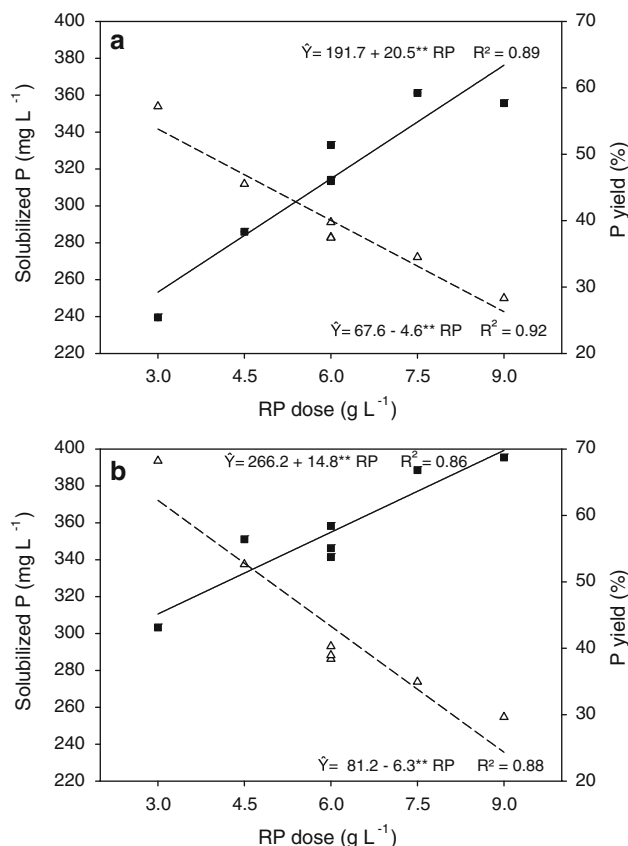 a
Ŷ= 191.7 + 20.5** RP R² = 0.89
Ŷ= 67.6 - 4.6** RP R² = 0.92
400
380
360
340
320
300
280
260
240
220
Solubilized P (mg L⁻¹)
70
60
50
40
30
20
P yield (%)
3.0 4.5 6.0 7.5 9.0
RP dose (g L⁻¹)
b
Ŷ= 266.2 + 14.8** RP R² = 0.86
Ŷ= 81.2 - 6.3** RP R² = 0.88
400
380
360
340
320
300
280
260
240
220
Solubilized P (mg L⁻¹)
70
60
50
40
30
20
P yield (%)
3.0 4.5 6.0 7.5 9.0
RP dose (g L⁻¹)